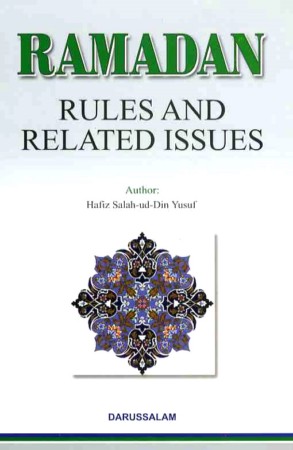 RAMADAN
RULES AND
RELATED ISSUES
Author:
Hafiz Salah-ud-Din Yusuf
DARUSSALAM